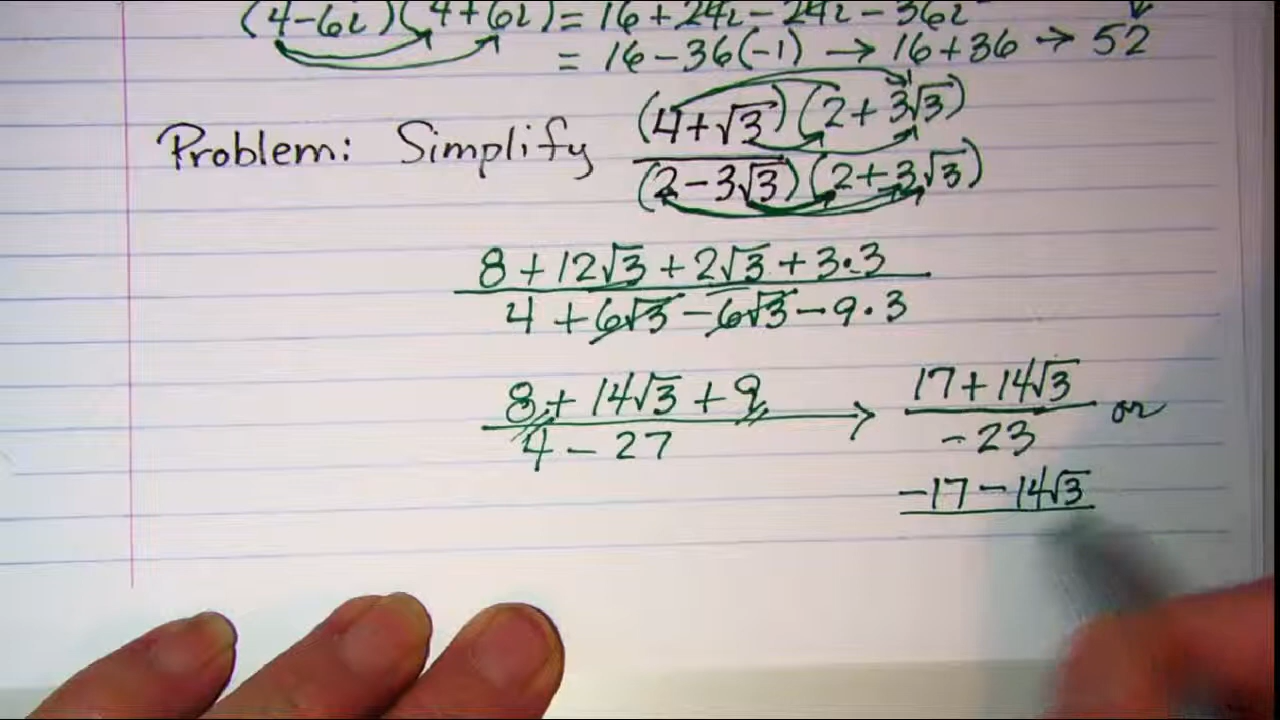 (4-6i)(4+6i) = 16+24i-24i-36i²
= 16-36(-1) → 16+36 → 52
Problem: Simplify (4+√3)(2+3√3)
(2-3√3)(2+3√3)
8+12√3+2√3+3·3
4+6√3-6√3-9·3
8+14√3+9 → 17+14√3 or
4-27 -23
-17-14√3